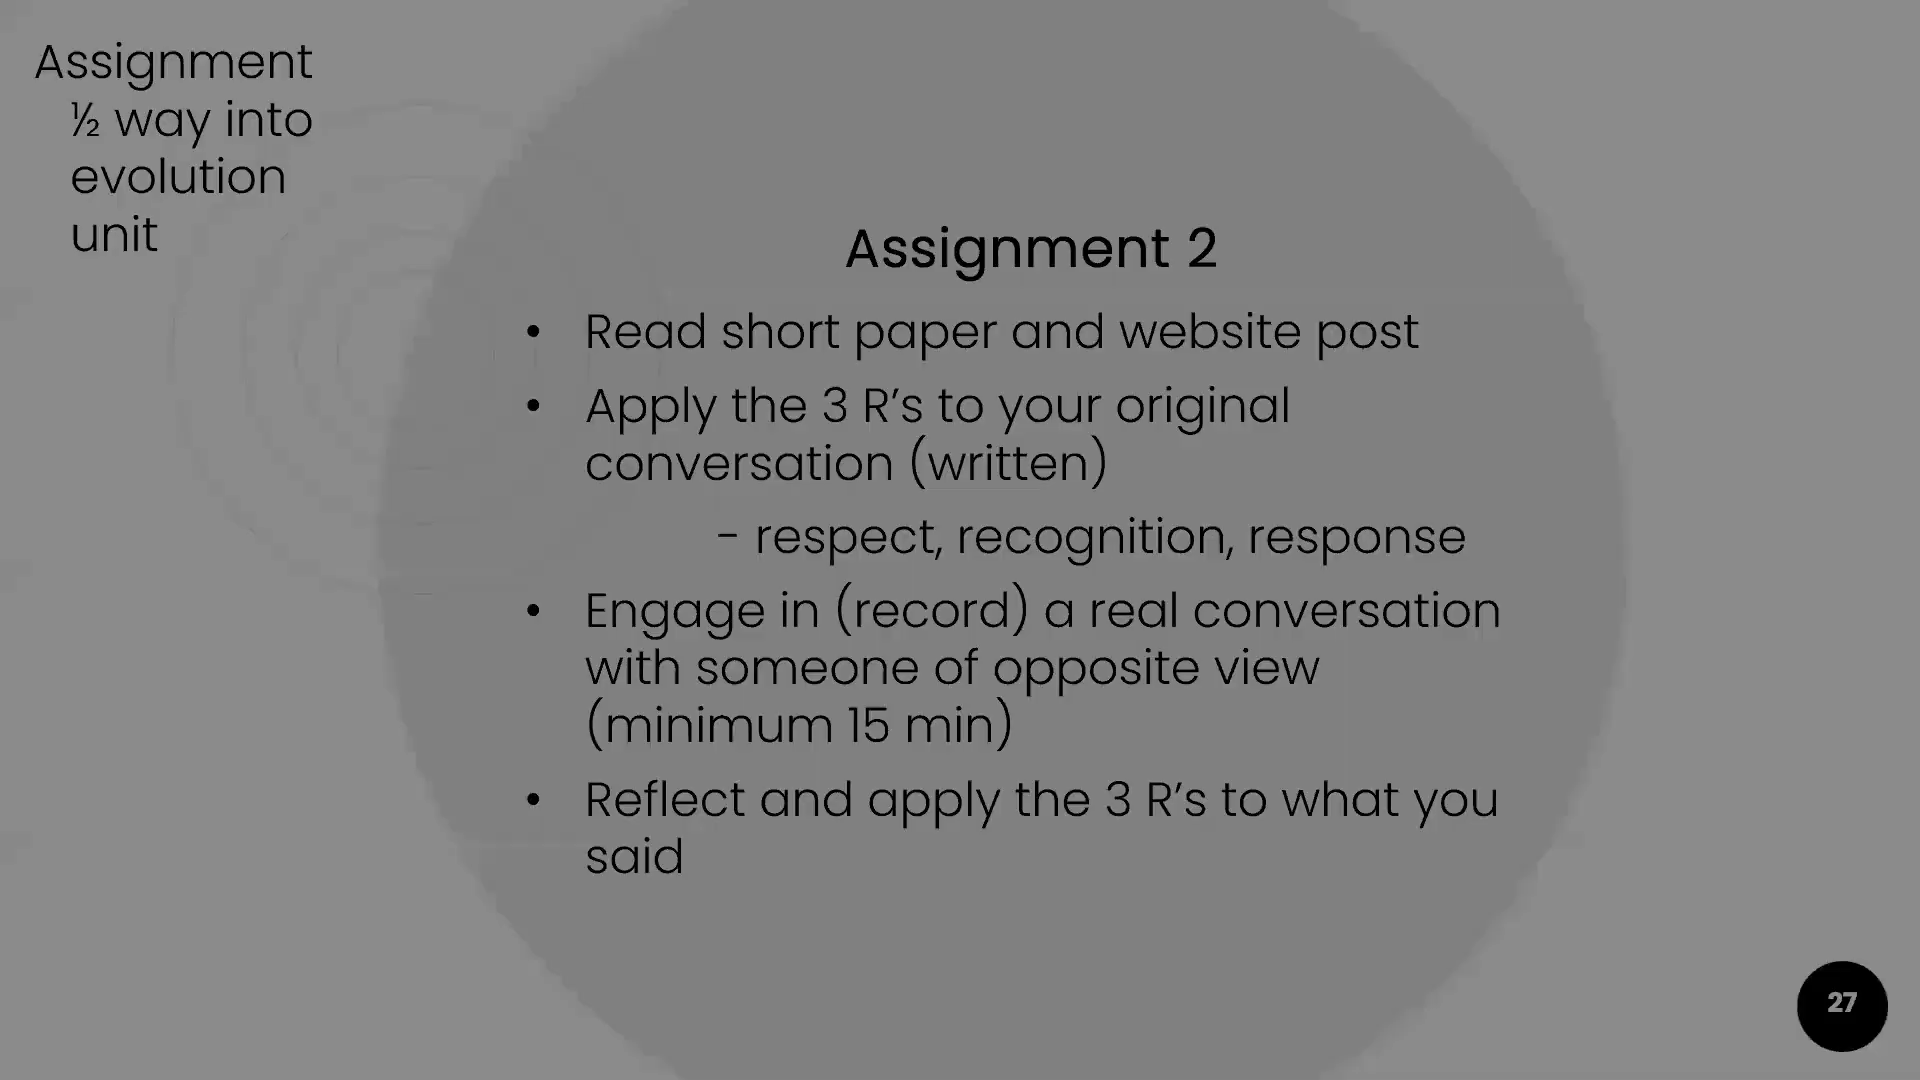 Assignment
½ way into
evolution
unit
Assignment 2
• Read short paper and website post
• Apply the 3 R’s to your original
conversation (written)
- respect, recognition, response
• Engage in (record) a real conversation
with someone of opposite view
(minimum 15 min)
• Reflect and apply the 3 R’s to what you
said
27